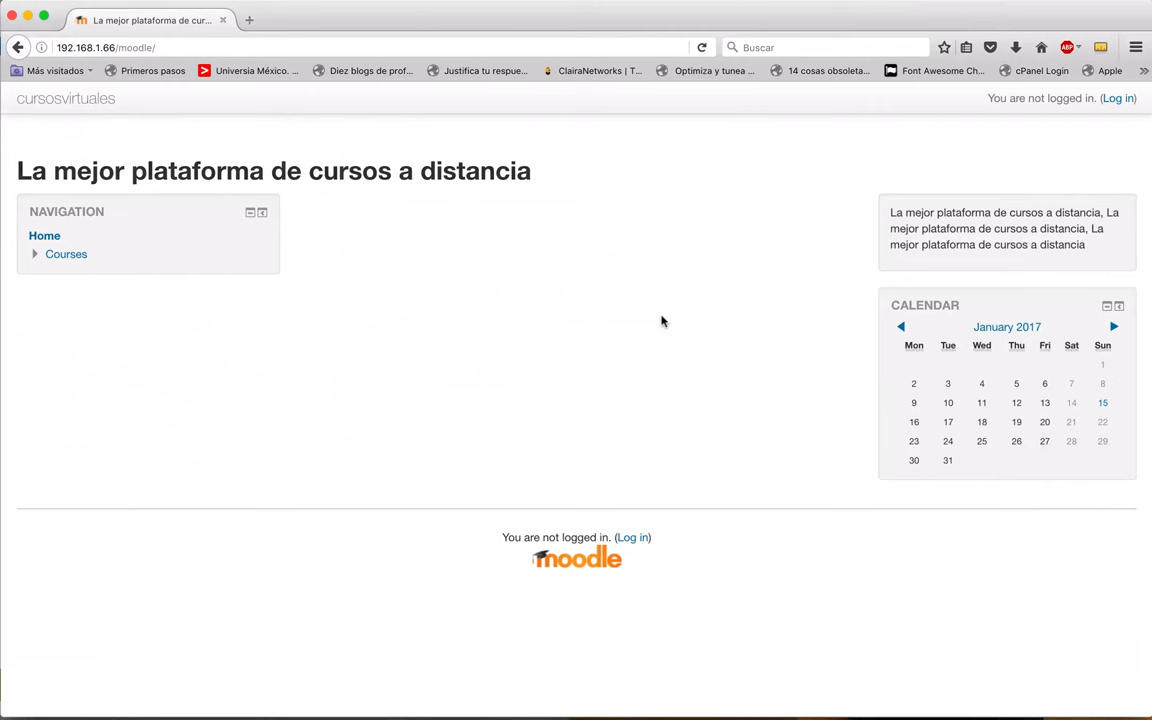 La mejor plataforma de cur...
192.168.1.66/moodle/
Buscar
ABP
Más visitados
Primeros pasos
Universia México. ...
Diez blogs de prof...
Justifica tu respue...
ClairaNetworks | T...
Optimiza y tunea ...
14 cosas obsoleta...
Font Awesome Ch...
cPanel Login
Apple
cursosvirtuales
You are not logged in. (Log in)
La mejor plataforma de cursos a distancia
NAVIGATION
Home
Courses
La mejor plataforma de cursos a distancia, La
mejor plataforma de cursos a distancia, La
mejor plataforma de cursos a distancia
CALENDAR
January 2017
Mon Tue Wed Thu Fri Sat Sun
1
2 3 4 5 6 7 8
9 10 11 12 13 14 15
16 17 18 19 20 21 22
23 24 25 26 27 28 29
30 31
You are not logged in. (Log in)
moodle